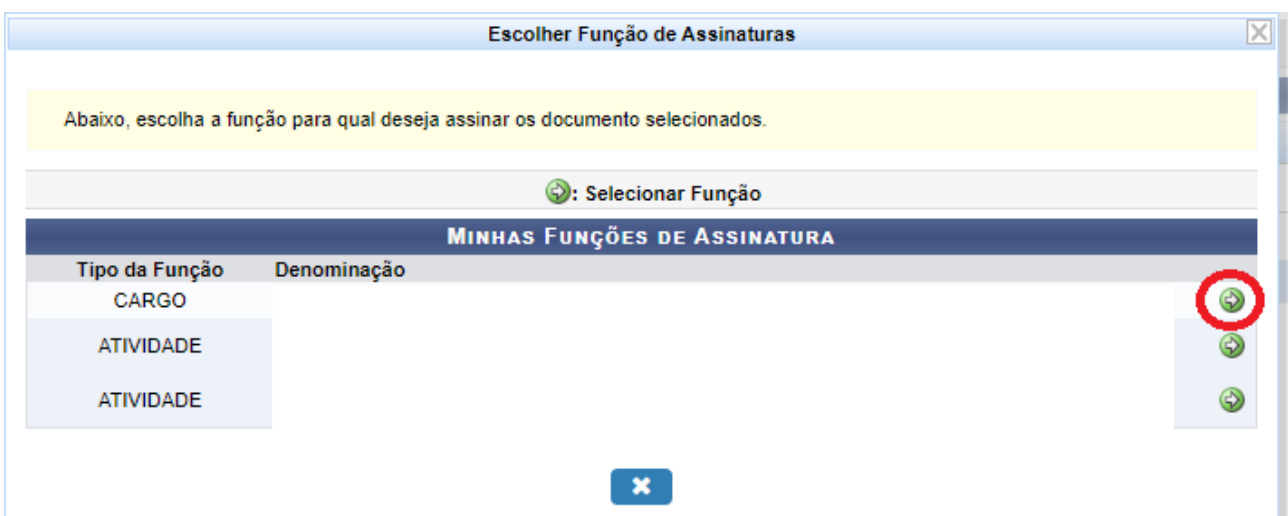 Escolher Função de Assinaturas
Abaixo, escolha a função para qual deseja assinar os documento selecionados.
: Selecionar Função
MINHAS FUNÇÕES DE ASSINATURA
Tipo da Função Denominação
CARGO
ATIVIDADE
ATIVIDADE